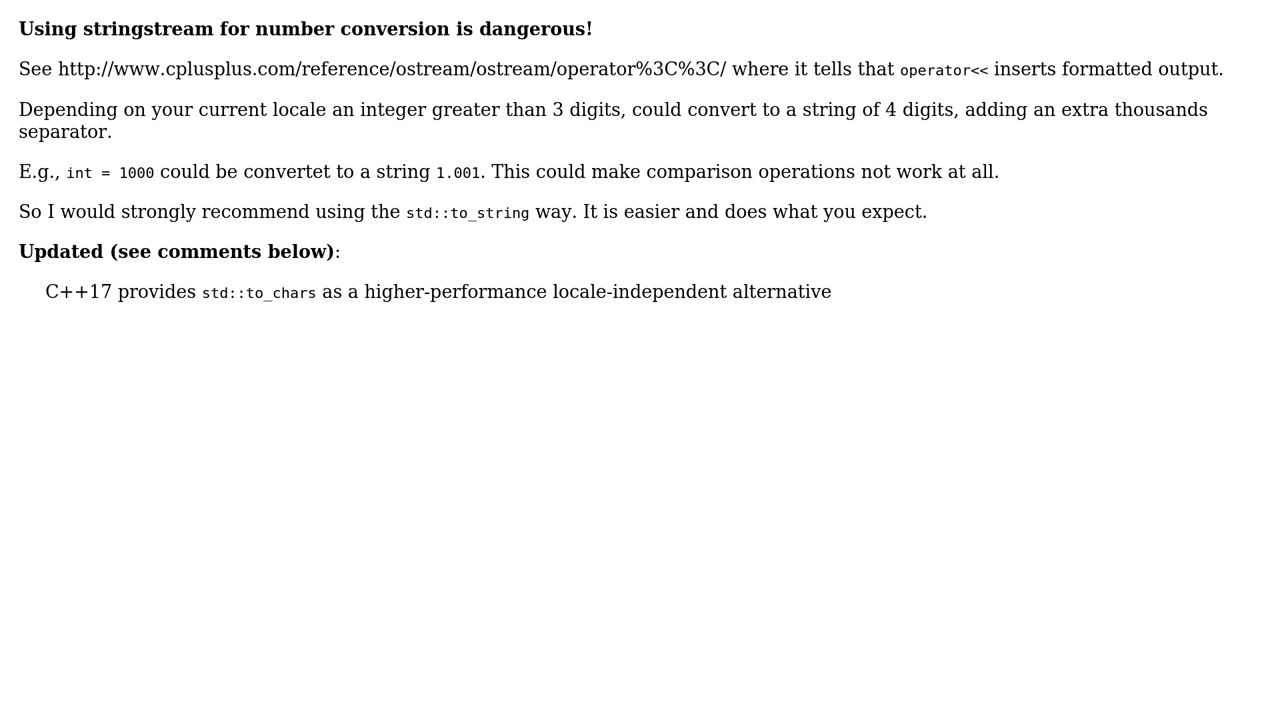 Using stringstream for number conversion is dangerous!
See http://www.cplusplus.com/reference/ostream/ostream/operator%3C%3C/ where it tells that operator<< inserts formatted output.
Depending on your current locale an integer greater than 3 digits, could convert to a string of 4 digits, adding an extra thousands
separator.
E.g., int = 1000 could be convertet to a string 1.001. This could make comparison operations not work at all.
So I would strongly recommend using the std::to_string way. It is easier and does what you expect.
Updated (see comments below):
C++17 provides std::to_chars as a higher-performance locale-independent alternative